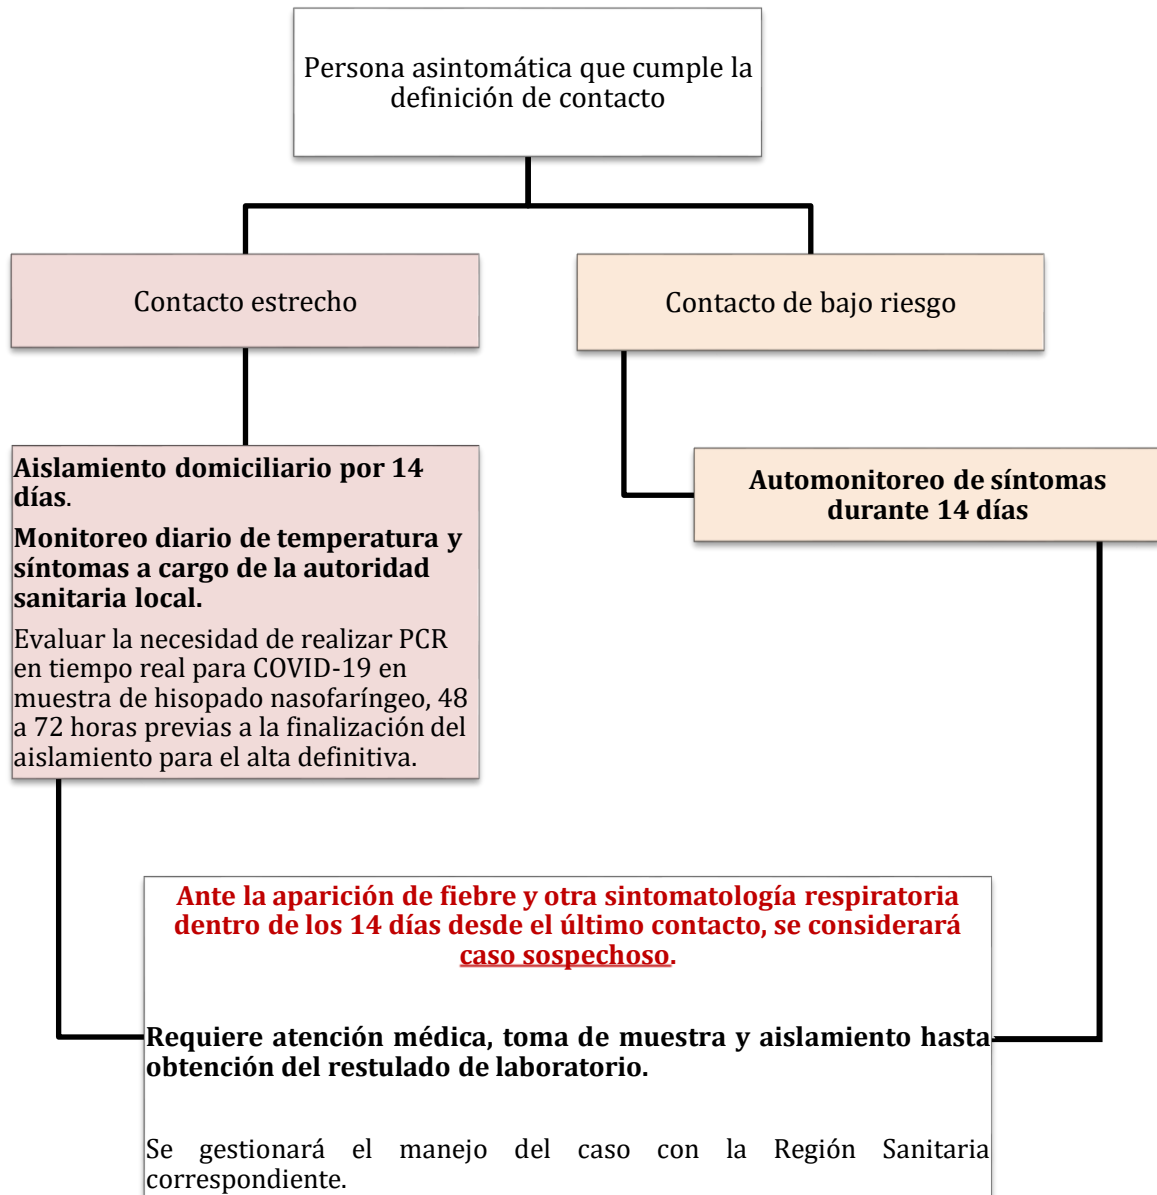 Persona asintomática que cumple la
definición de contacto
Contacto estrecho
Contacto de bajo riesgo
Aislamiento domiciliario por 14
días.
Monitoreo diario de temperatura y
síntomas a cargo de la autoridad
sanitaria local.
Evaluar la necesidad de realizar PCR
en tiempo real para COVID-19 en
muestra de hisopado nasofaríngeo, 48
a 72 horas previas a la finalización del
aislamiento para el alta definitiva.
Automonitoreo de síntomas
durante 14 días
Ante la aparición de fiebre y otra sintomatología respiratoria
dentro de los 14 días desde el último contacto, se considerará
caso sospechoso.
Requiere atención médica, toma de muestra y aislamiento hasta
obtención del restulado de laboratorio.
Se gestionará el manejo del caso con la Región Sanitaria
correspondiente.